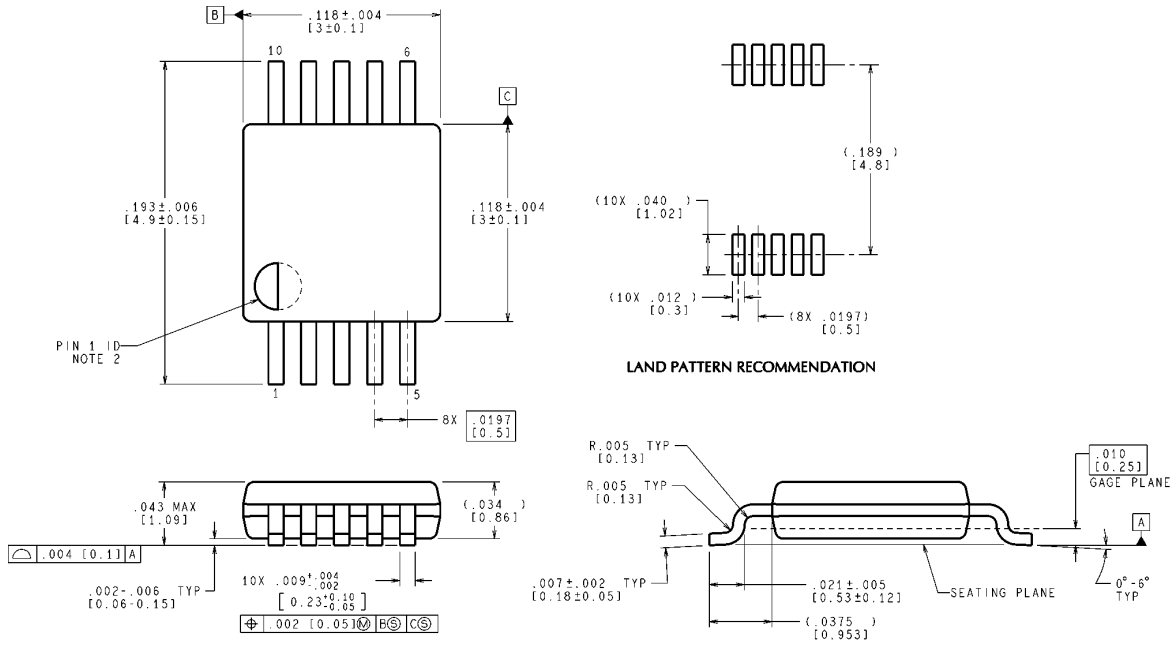 B
.118±.004
[3±0.1]
10
6
C
.193±.006
[4.9±0.15]
.118±.004
[3±0.1]
PIN 1 ID
NOTE 2
1
5
8X .0197
[0.5]
(.189 )
[4.8]
(10X .040 )
[1.02]
(10X .012 )
[0.3]
(8X .0197)
[0.5]
LAND PATTERN RECOMMENDATION
.043 MAX
[1.09]
(.034 )
[0.86]
⌓ .004 [0.1] A
.002-.006 TYP
[0.06-0.15]
10X .009+.004-.002
[0.23+0.10-0.05]
⌖ .002 [0.05]Ⓜ BⓈ CⓈ
R.005 TYP
[0.13]
R.005 TYP
[0.13]
.010
[0.25]
GAGE PLANE
A
.007±.002 TYP
[0.18±0.05]
.021±.005
[0.53±0.12]
SEATING PLANE
0°-6°
TYP
(.0375 )
[0.953]